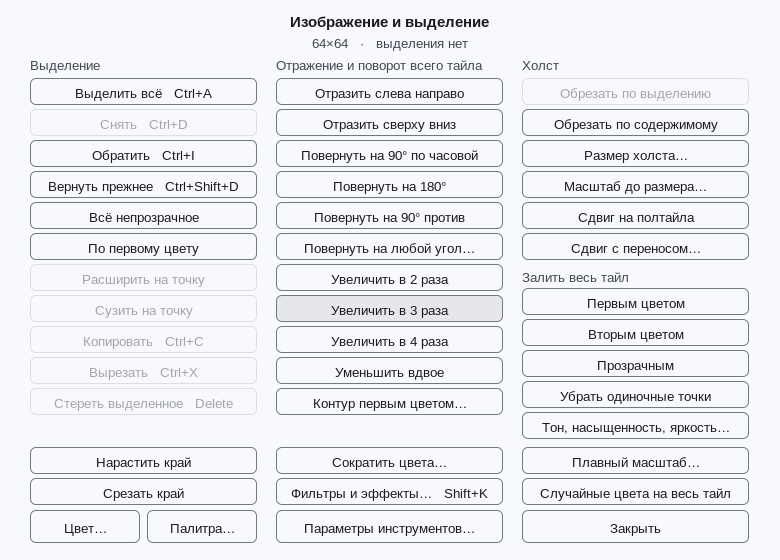 Изображение и выделение
64×64 · выделения нет
Выделение
Выделить всё Ctrl+A
Снять Ctrl+D
Обратить Ctrl+I
Вернуть прежнее Ctrl+Shift+D
Всё непрозрачное
По первому цвету
Расширить на точку
Сузить на точку
Копировать Ctrl+C
Вырезать Ctrl+X
Стереть выделенное Delete
Нарастить край
Срезать край
Цвет…
Палитра…
Отражение и поворот всего тайла
Отразить слева направо
Отразить сверху вниз
Повернуть на 90° по часовой
Повернуть на 180°
Повернуть на 90° против
Повернуть на любой угол…
Увеличить в 2 раза
Увеличить в 3 раза
Увеличить в 4 раза
Уменьшить вдвое
Контур первым цветом…
Сократить цвета…
Фильтры и эффекты… Shift+K
Параметры инструментов…
Холст
Обрезать по выделению
Обрезать по содержимому
Размер холста…
Масштаб до размера…
Сдвиг на полтайла
Сдвиг с переносом…
Залить весь тайл
Первым цветом
Вторым цветом
Прозрачным
Убрать одиночные точки
Тон, насыщенность, яркость…
Плавный масштаб…
Случайные цвета на весь тайл
Закрыть